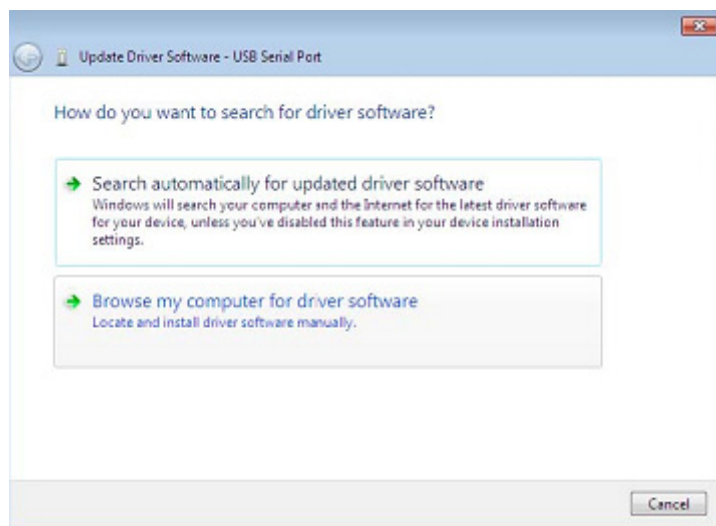 Update Driver Software - USB Serial Port
How do you want to search for driver software?
Search automatically for updated driver software
Windows will search your computer and the Internet for the latest driver software
for your device, unless you've disabled this feature in your device installation
settings.
Browse my computer for driver software
Locate and install driver software manually.
Cancel